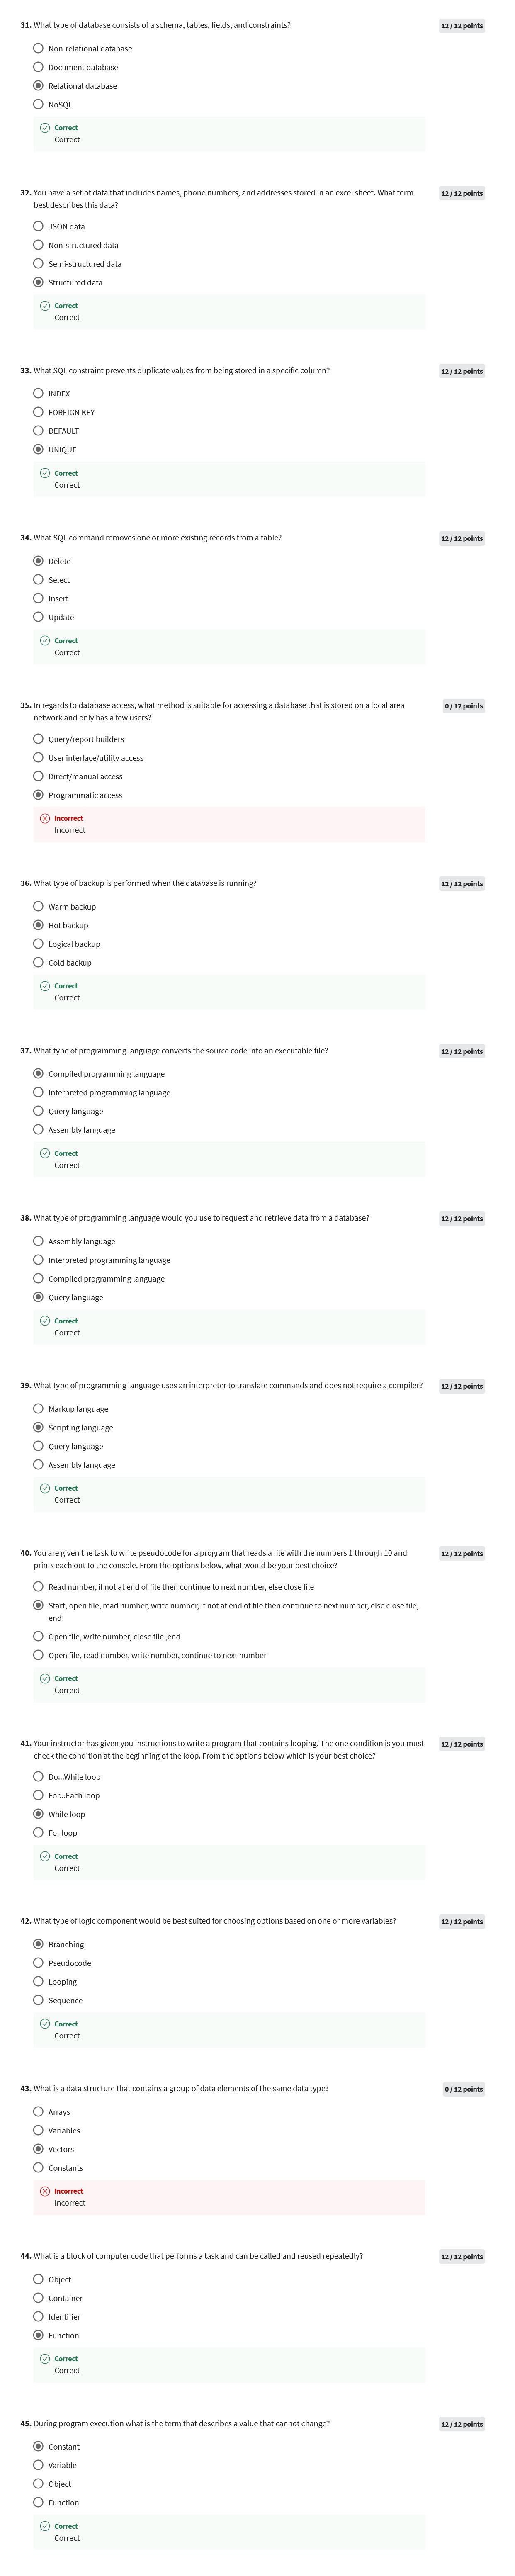 31. What type of database consists of a schema, tables, fields, and constraints?
12 / 12 points
Non-relational database
Document database
Relational database
NoSQL
Correct
Correct
32. You have a set of data that includes names, phone numbers, and addresses stored in an excel sheet. What term
best describes this data?
12 / 12 points
JSON data
Non-structured data
Semi-structured data
Structured data
Correct
Correct
33. What SQL constraint prevents duplicate values from being stored in a specific column?
12 / 12 points
INDEX
FOREIGN KEY
DEFAULT
UNIQUE
Correct
Correct
34. What SQL command removes one or more existing records from a table?
12 / 12 points
Delete
Select
Insert
Update
Correct
Correct
35. In regards to database access, what method is suitable for accessing a database that is stored on a local area
network and only has a few users?
0 / 12 points
Query/report builders
User interface/utility access
Direct/manual access
Programmatic access
Incorrect
Incorrect
36. What type of backup is performed when the database is running?
12 / 12 points
Warm backup
Hot backup
Logical backup
Cold backup
Correct
Correct
37. What type of programming language converts the source code into an executable file?
12 / 12 points
Compiled programming language
Interpreted programming language
Query language
Assembly language
Correct
Correct
38. What type of programming language would you use to request and retrieve data from a database?
12 / 12 points
Assembly language
Interpreted programming language
Compiled programming language
Query language
Correct
Correct
39. What type of programming language uses an interpreter to translate commands and does not require a compiler?
12 / 12 points
Markup language
Scripting language
Query language
Assembly language
Correct
Correct
40. You are given the task to write pseudocode for a program that reads a file with the numbers 1 through 10 and
prints each out to the console. From the options below, what would be your best choice?
12 / 12 points
Read number, if not at end of file then continue to next number, else close file
Start, open file, read number, write number, if not at end of file then continue to next number, else close file,
end
Open file, write number, close file ,end
Open file, read number, write number, continue to next number
Correct
Correct
41. Your instructor has given you instructions to write a program that contains looping. The one condition is you must
check the condition at the beginning of the loop. From the options below which is your best choice?
12 / 12 points
Do...While loop
For...Each loop
While loop
For loop
Correct
Correct
42. What type of logic component would be best suited for choosing options based on one or more variables?
12 / 12 points
Branching
Pseudocode
Looping
Sequence
Correct
Correct
43. What is a data structure that contains a group of data elements of the same data type?
0 / 12 points
Arrays
Variables
Vectors
Constants
Incorrect
Incorrect
44. What is a block of computer code that performs a task and can be called and reused repeatedly?
12 / 12 points
Object
Container
Identifier
Function
Correct
Correct
45. During program execution what is the term that describes a value that cannot change?
12 / 12 points
Constant
Variable
Object
Function
Correct
Correct